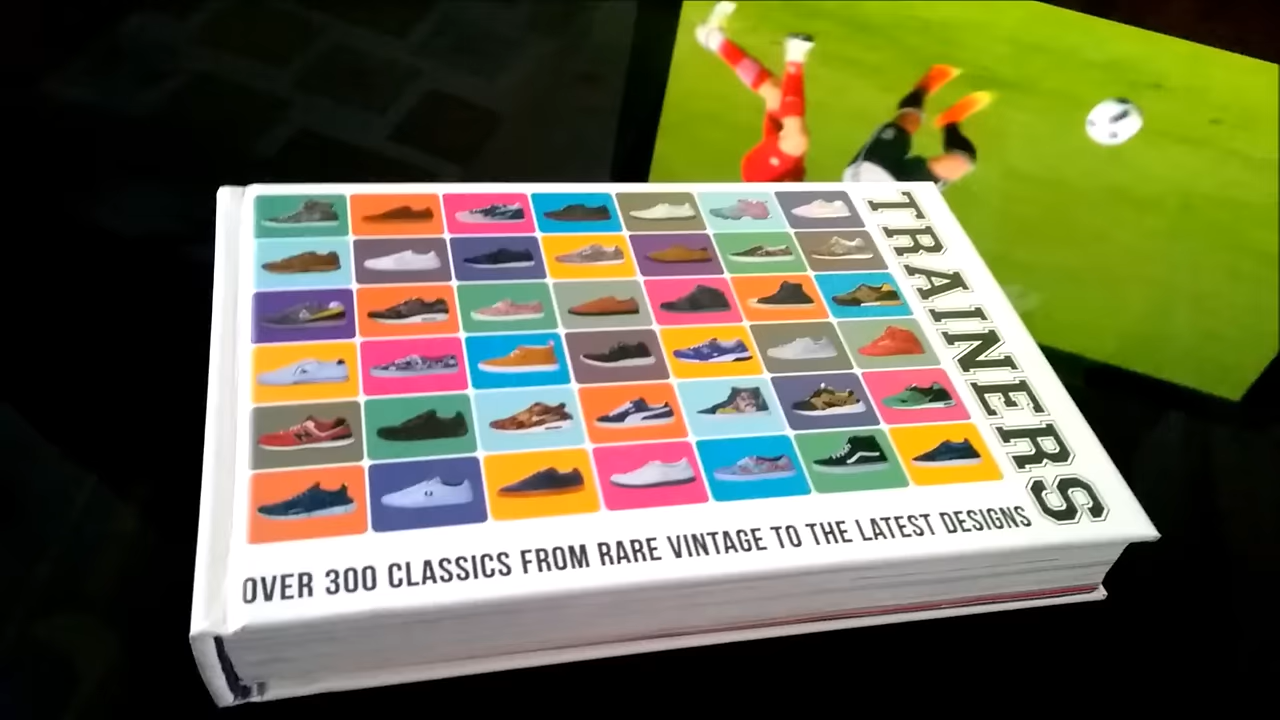 TRAINERS
OVER 300 CLASSICS FROM RARE VINTAGE TO THE LATEST DESIGNS